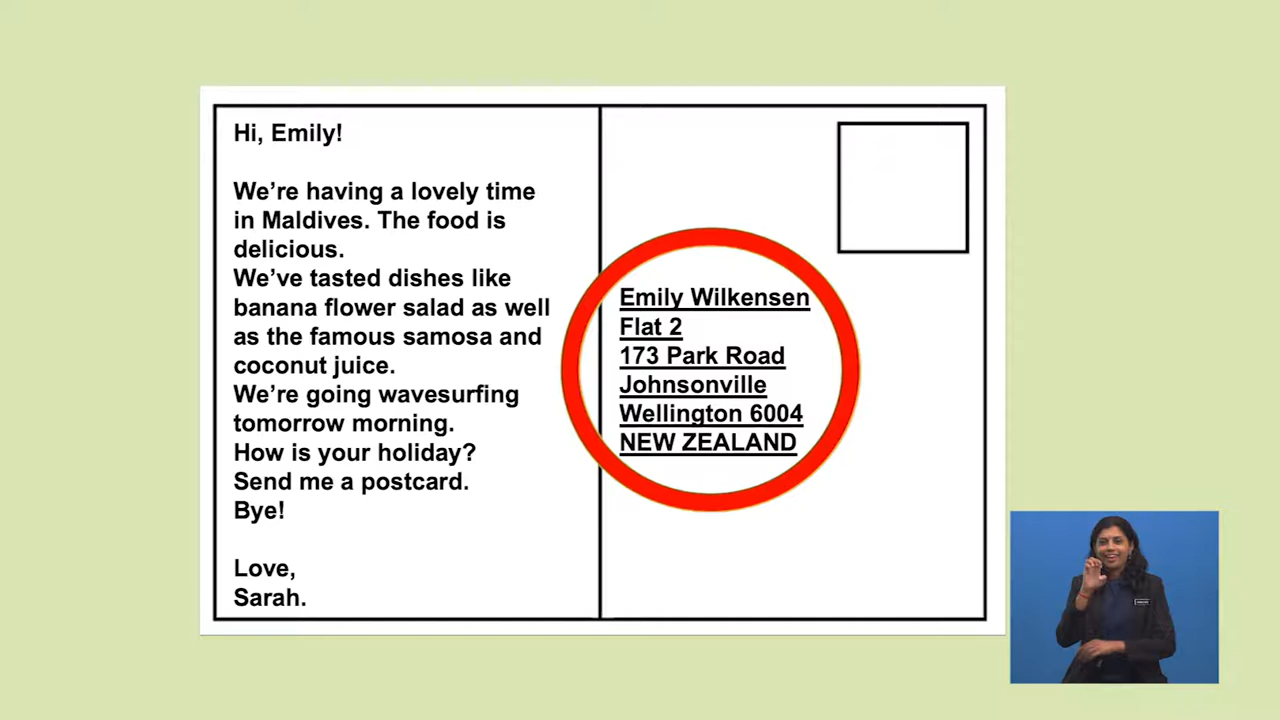 Hi, Emily!
We're having a lovely time
in Maldives. The food is
delicious.
We've tasted dishes like
banana flower salad as well
as the famous samosa and
coconut juice.
We're going wavesurfing
tomorrow morning.
How is your holiday?
Send me a postcard.
Bye!
Love,
Sarah.
Emily Wilkensen
Flat 2
173 Park Road
Johnsonville
Wellington 6004
NEW ZEALAND